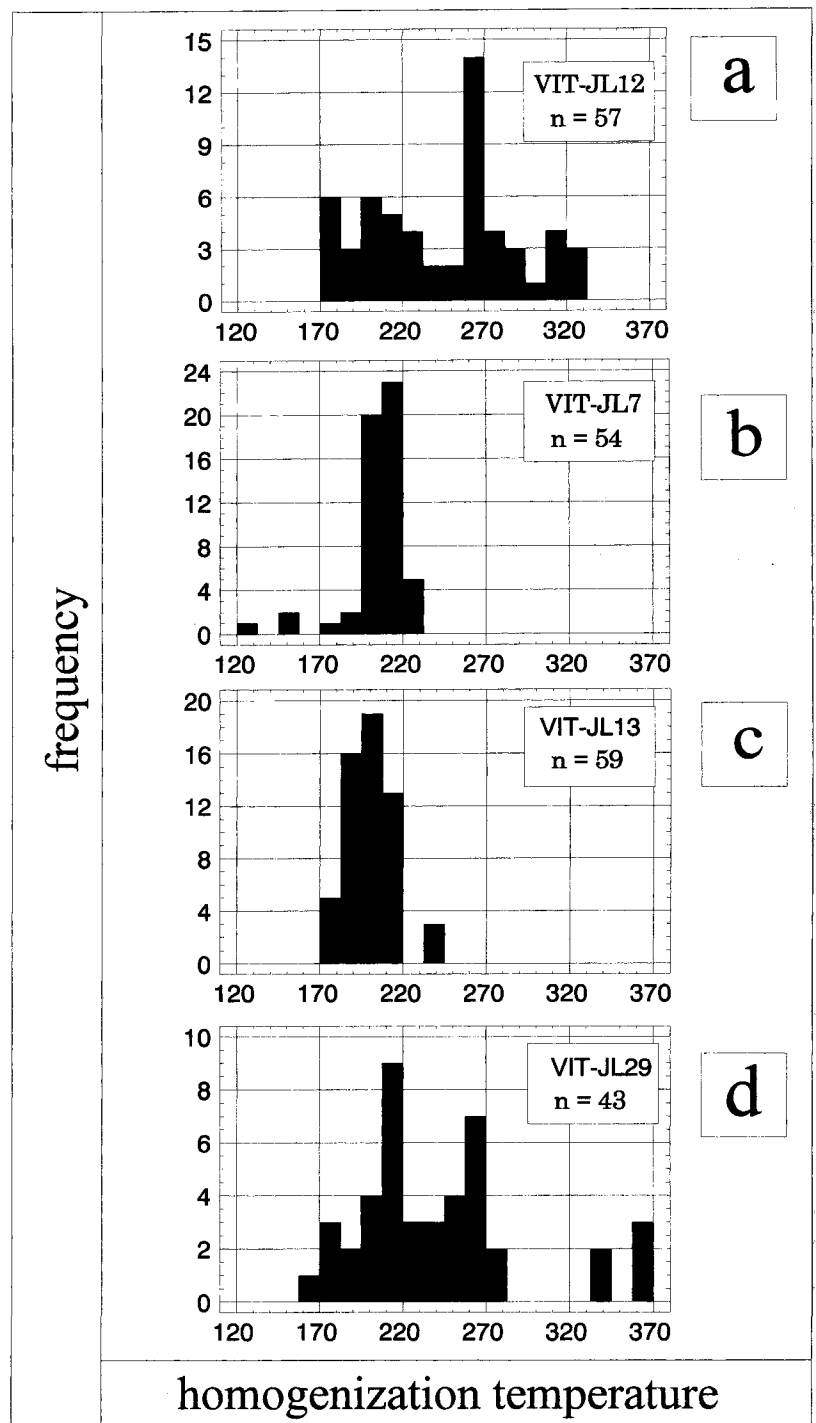 15
12
9
6
3
0
VIT-JL12
n = 57
a
120 170 220 270 320 370
24
20
16
12
8
4
0
VIT-JL7
n = 54
b
120 170 220 270 320 370
20
16
12
8
4
0
VIT-JL13
n = 59
c
120 170 220 270 320 370
10
8
6
4
2
0
VIT-JL29
n = 43
d
120 170 220 270 320 370
frequency
homogenization temperature